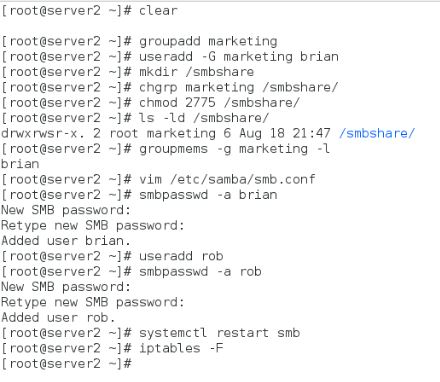 [root@server2 ~]# clear
[root@server2 ~]# groupadd marketing
[root@server2 ~]# useradd -G marketing brian
[root@server2 ~]# mkdir /smbshare
[root@server2 ~]# chgrp marketing /smbshare/
[root@server2 ~]# chmod 2775 /smbshare/
[root@server2 ~]# ls -ld /smbshare/
drwxrwsr-x. 2 root marketing 6 Aug 18 21:47 /smbshare/
[root@server2 ~]# groupmems -g marketing -l
brian
[root@server2 ~]# vim /etc/samba/smb.conf
[root@server2 ~]# smbpasswd -a brian
New SMB password:
Retype new SMB password:
Added user brian.
[root@server2 ~]# useradd rob
[root@server2 ~]# smbpasswd -a rob
New SMB password:
Retype new SMB password:
Added user rob.
[root@server2 ~]# systemctl restart smb
[root@server2 ~]# iptables -F
[root@server2 ~]#